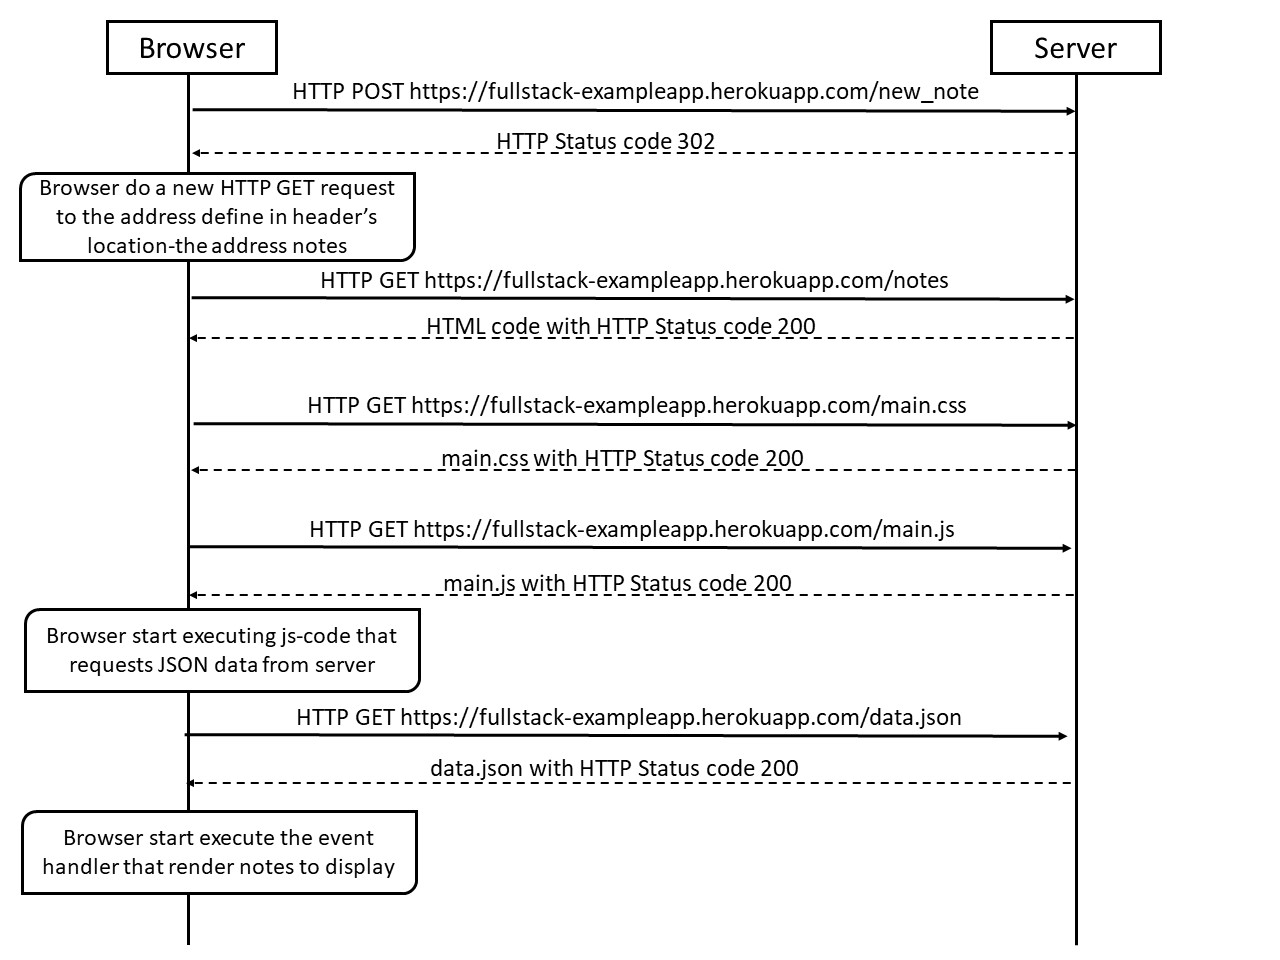 Browser
Server
HTTP POST https://fullstack-exampleapp.herokuapp.com/new_note
HTTP Status code 302
Browser do a new HTTP GET request
to the address define in header’s
location-the address notes
HTTP GET https://fullstack-exampleapp.herokuapp.com/notes
HTML code with HTTP Status code 200
HTTP GET https://fullstack-exampleapp.herokuapp.com/main.css
main.css with HTTP Status code 200
HTTP GET https://fullstack-exampleapp.herokuapp.com/main.js
main.js with HTTP Status code 200
Browser start executing js-code that
requests JSON data from server
HTTP GET https://fullstack-exampleapp.herokuapp.com/data.json
data.json with HTTP Status code 200
Browser start execute the event
handler that render notes to display